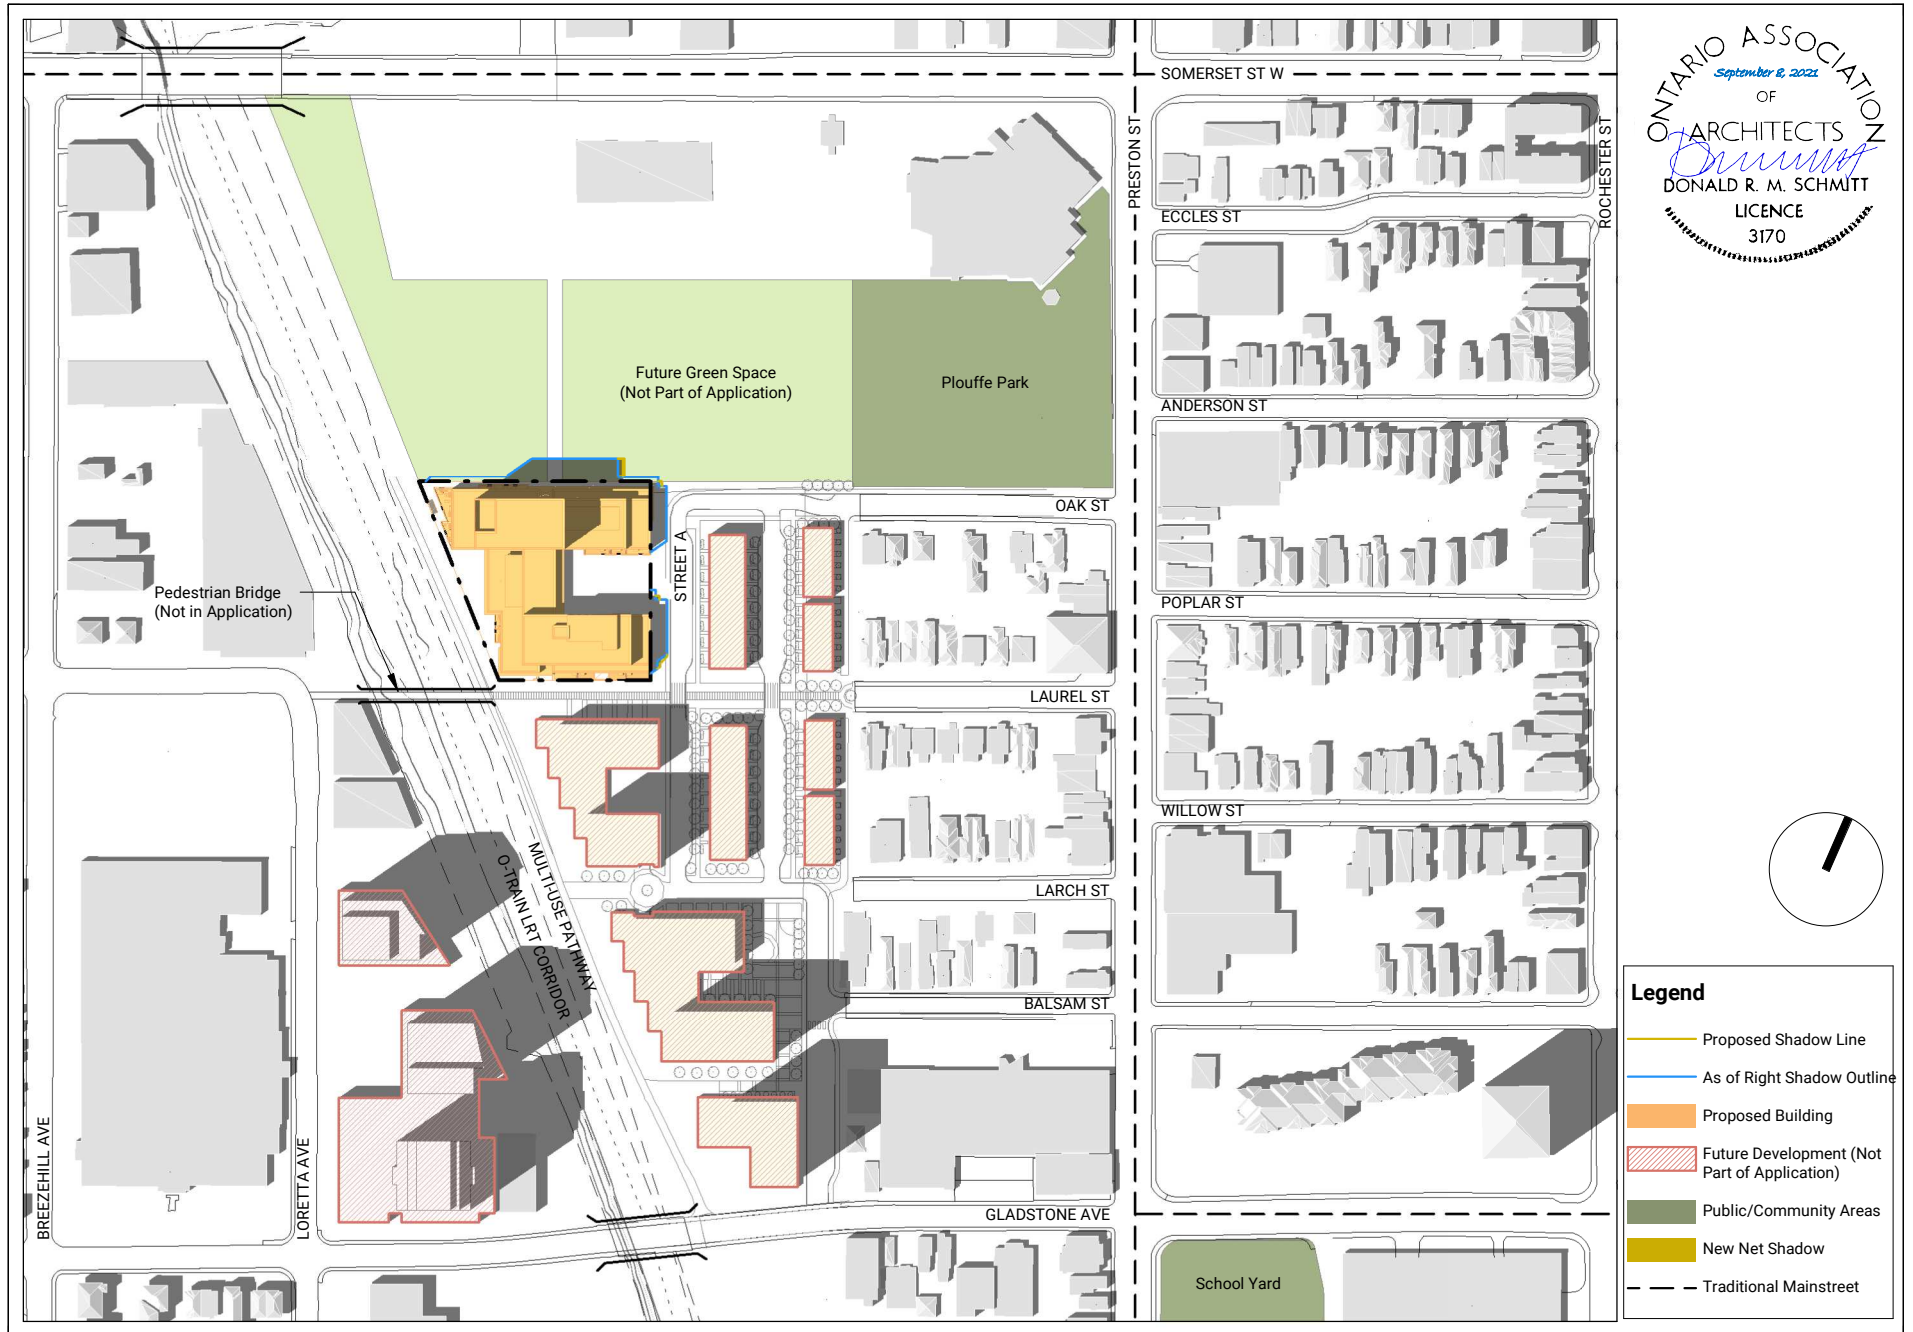 SOMERSET ST W
PRESTON ST
ROCHESTER ST
ECCLES ST
ONTARIO ASSOCIATION
September 8, 2021
OF
ARCHITECTS
DONALD R. M. SCHMITT
LICENCE
3170
Future Green Space
(Not Part of Application)
Plouffe Park
ANDERSON ST
OAK ST
STREET A
Pedestrian Bridge
(Not in Application)
POPLAR ST
LAUREL ST
WILLOW ST
MULTI-USE PATHWAY
O-TRAIN LRT CORRIDOR
LARCH ST
BALSAM ST
BREEZEHILL AVE
LORETTA AVE
GLADSTONE AVE
School Yard
Legend
Proposed Shadow Line
As of Right Shadow Outline
Proposed Building
Future Development (Not
Part of Application)
Public/Community Areas
New Net Shadow
Traditional Mainstreet